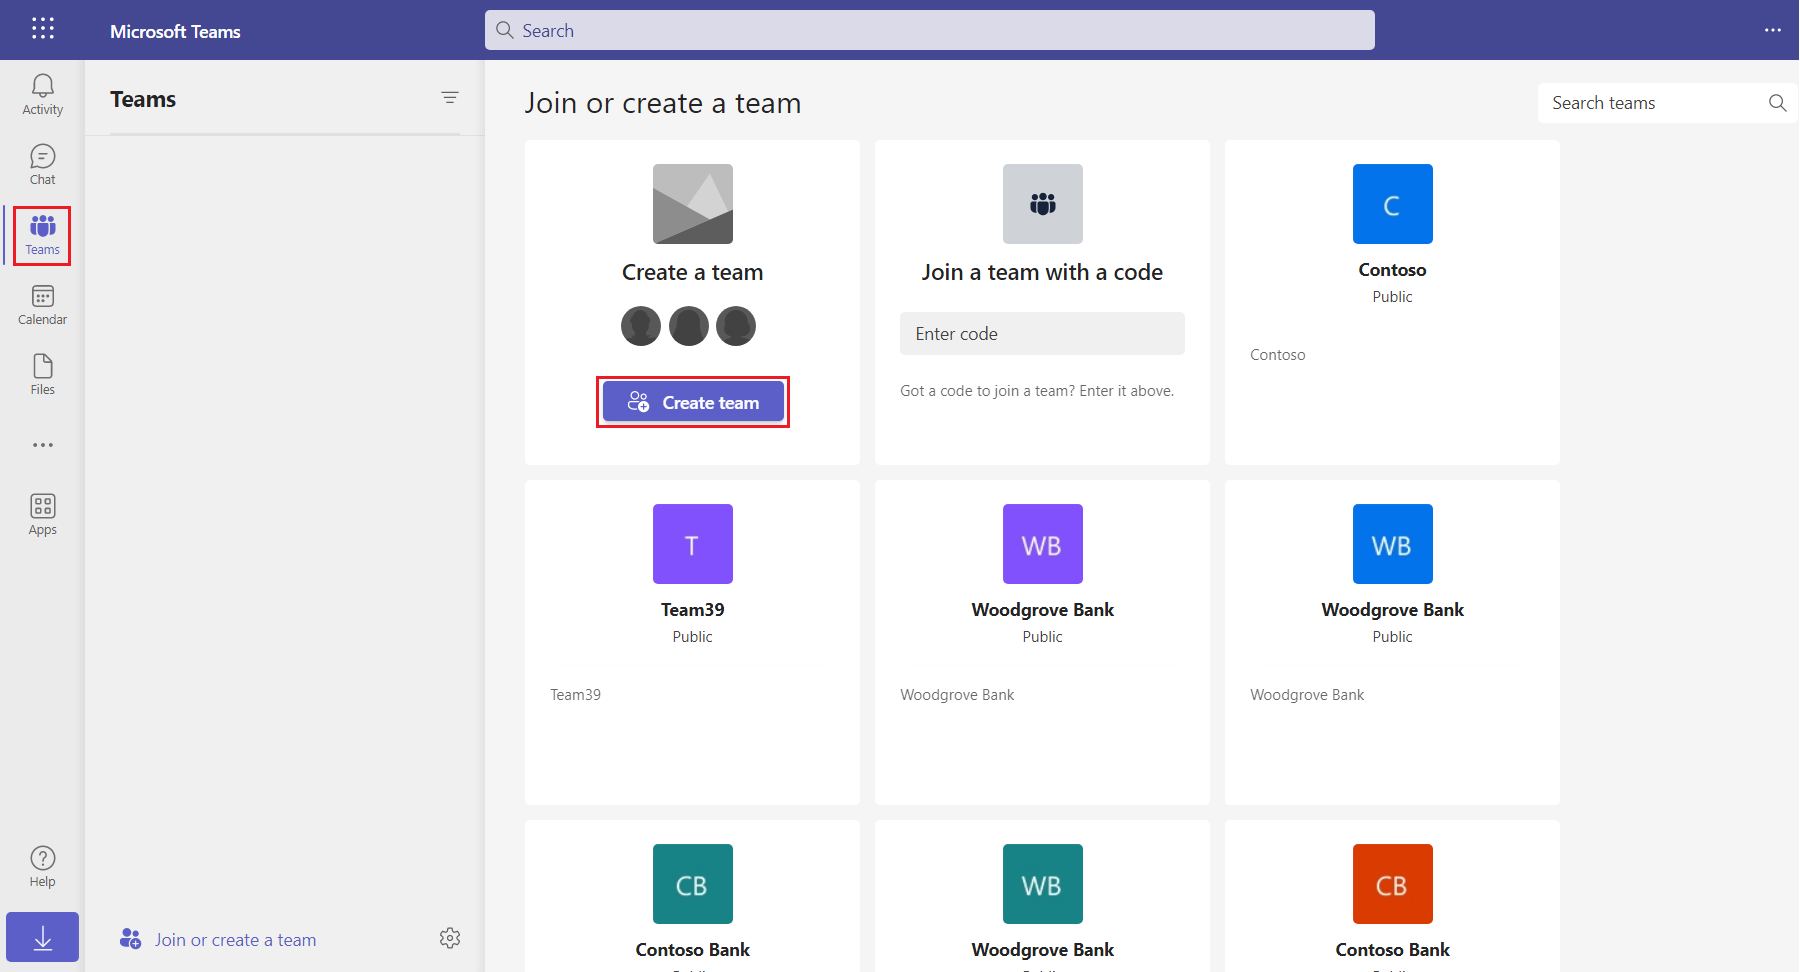 Microsoft Teams
Search
Activity
Chat
Teams
Calendar
Files
Apps
Help
Teams
Join or create a team
Join or create a team
Search teams
Create a team
Create team
Join a team with a code
Enter code
Got a code to join a team? Enter it above.
C
Contoso
Public
Contoso
T
Team39
Public
Team39
WB
Woodgrove Bank
Public
Woodgrove Bank
WB
Woodgrove Bank
Public
Woodgrove Bank
CB
Contoso Bank
WB
Woodgrove Bank
CB
Contoso Bank